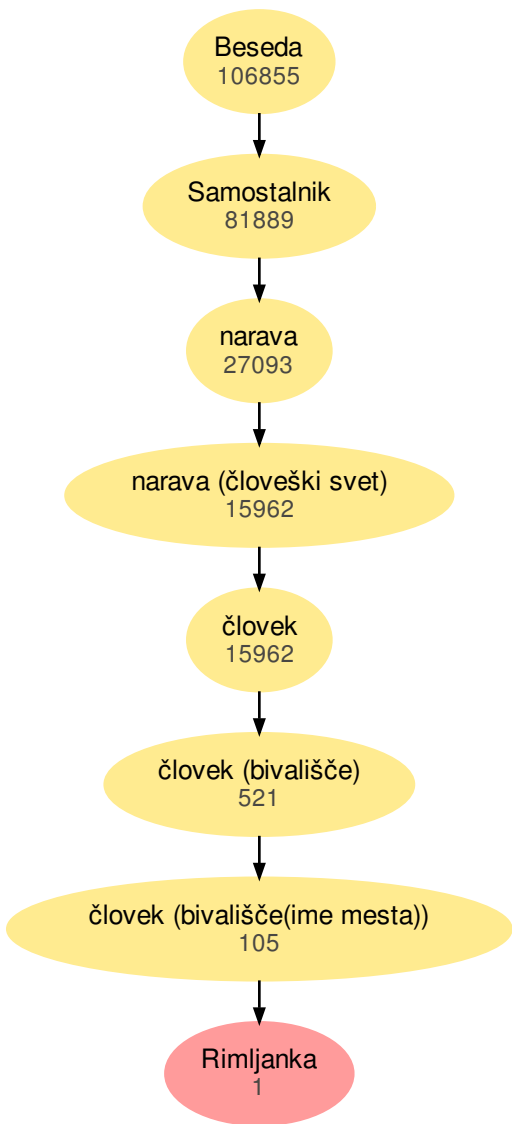 Beseda
106855
Samostalnik
81889
narava
27093
narava (človeški svet)
15962
človek
15962
človek (bivališče)
521
človek (bivališče(ime mesta))
105
Rimljanka
1